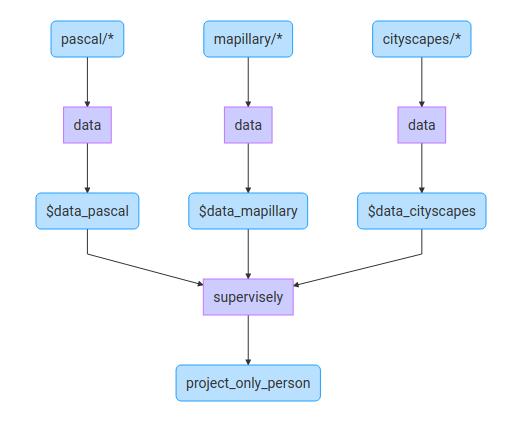 pascal/*
mapillary/*
cityscapes/*
data
data
data
$data_pascal
$data_mapillary
$data_cityscapes
supervisely
project_only_person